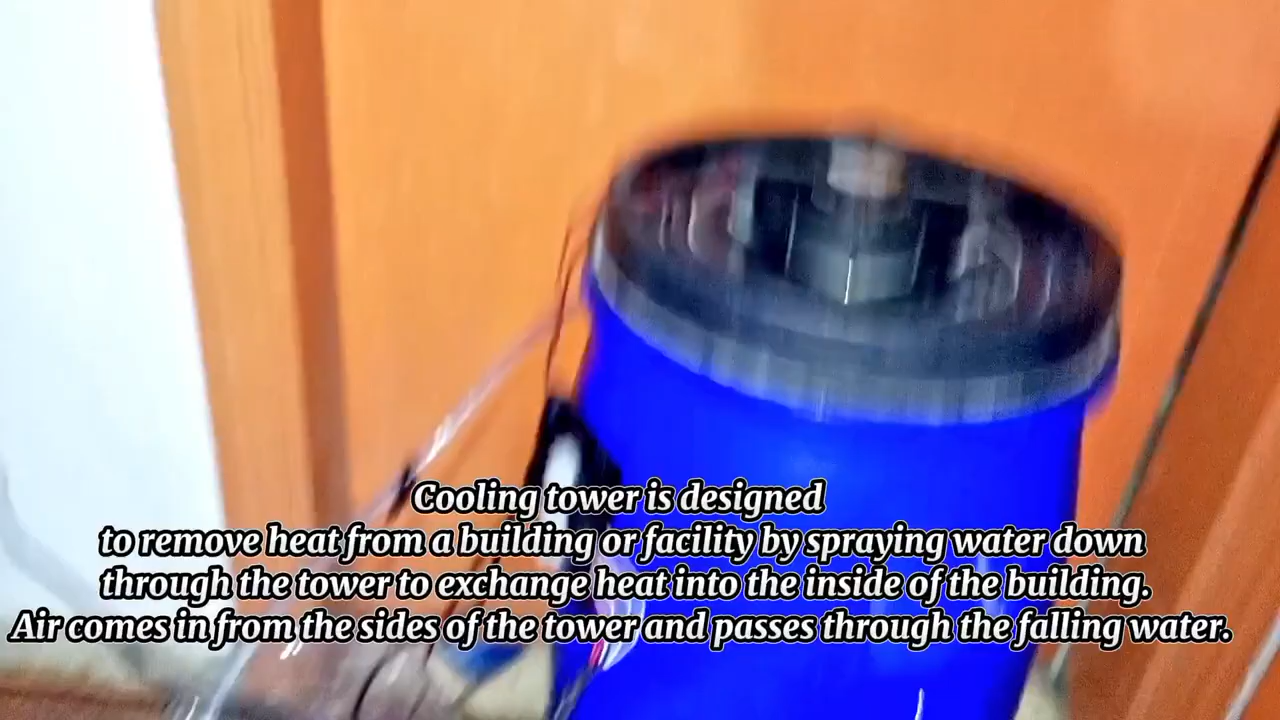 Cooling tower is designed
to remove heat from a building or facility by spraying water down
through the tower to exchange heat into the inside of the building.
Air comes in from the sides of the tower and passes through the falling water.